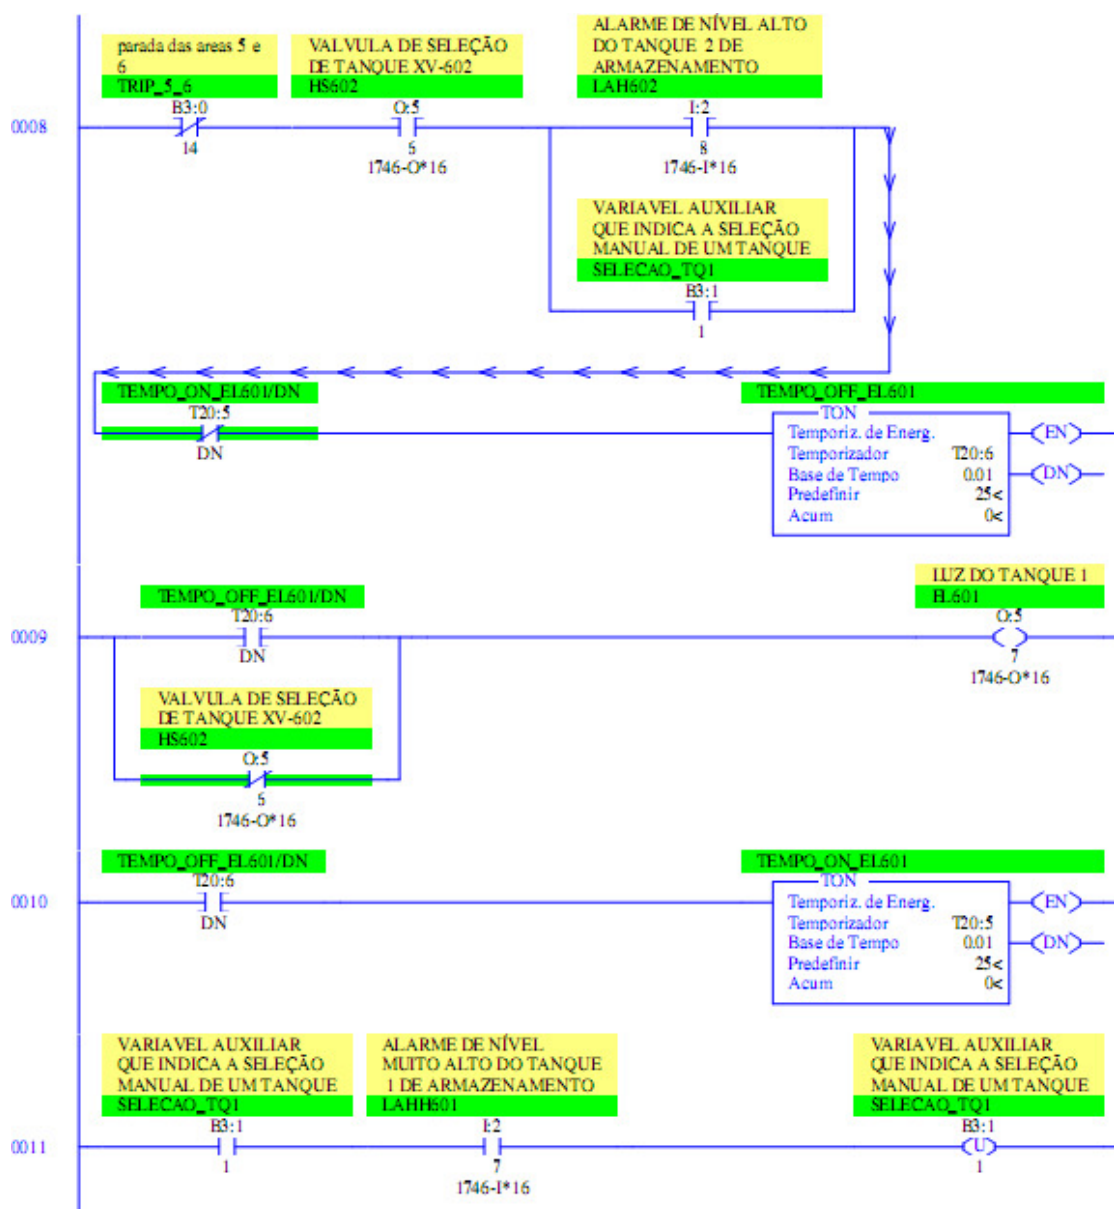 parada das areas 5 e
6
TRIP_5_6
B3:0
14
VALVULA DE SELEÇÃO
DE TANQUE XV-602
HS602
O:5
6
1746-O*16
ALARME DE NÍVEL ALTO
DO TANQUE 2 DE
ARMAZENAMENTO
LAH602
I:2
8
1746-I*16
0008
VARIAVEL AUXILIAR
QUE INDICA A SELEÇÃO
MANUAL DE UM TANQUE
SELECAO_TQ1
B3:1
1
TEMPO_ON_EL601/DN
T20:5
DN
TEMPO_OFF_EL601
TON
Temporiz. de Energ.
Temporizador T20:6
Base de Tempo 0.01
Predefinir 25<
Acum 0<
EN
DN
0009
TEMPO_OFF_EL601/DN
T20:6
DN
LUZ DO TANQUE 1
EL601
O:5
7
1746-O*16
VALVULA DE SELEÇÃO
DE TANQUE XV-602
HS602
O:5
6
1746-O*16
0010
TEMPO_OFF_EL601/DN
T20:6
DN
TEMPO_ON_EL601
TON
Temporiz. de Energ.
Temporizador T20:5
Base de Tempo 0.01
Predefinir 25<
Acum 0<
EN
DN
0011
VARIAVEL AUXILIAR
QUE INDICA A SELEÇÃO
MANUAL DE UM TANQUE
SELECAO_TQ1
B3:1
1
ALARME DE NÍVEL
MUITO ALTO DO TANQUE
1 DE ARMAZENAMENTO
LAHH601
I:2
7
1746-I*16
VARIAVEL AUXILIAR
QUE INDICA A SELEÇÃO
MANUAL DE UM TANQUE
SELECAO_TQ1
B3:1
U
1